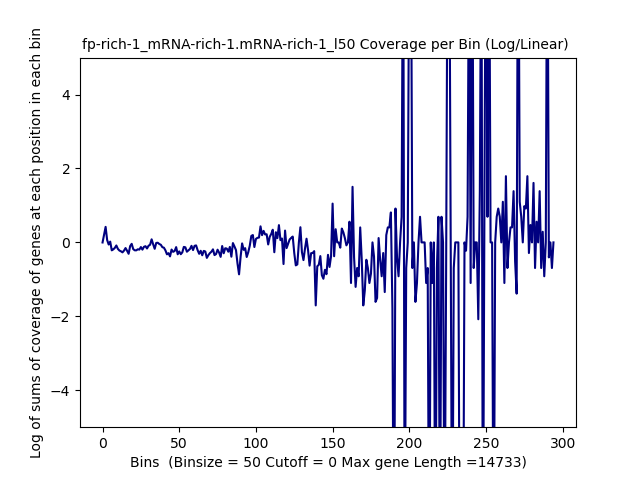 fp-rich-1_mRNA-rich-1.mRNA-rich-1_l50 Coverage per Bin (Log/Linear)
Log of sums of coverage of genes at each position in each bin
4
2
0
−2
−4
0 50 100 150 200 250 300
Bins  (Binsize = 50 Cutoff = 0 Max gene Length =14733)